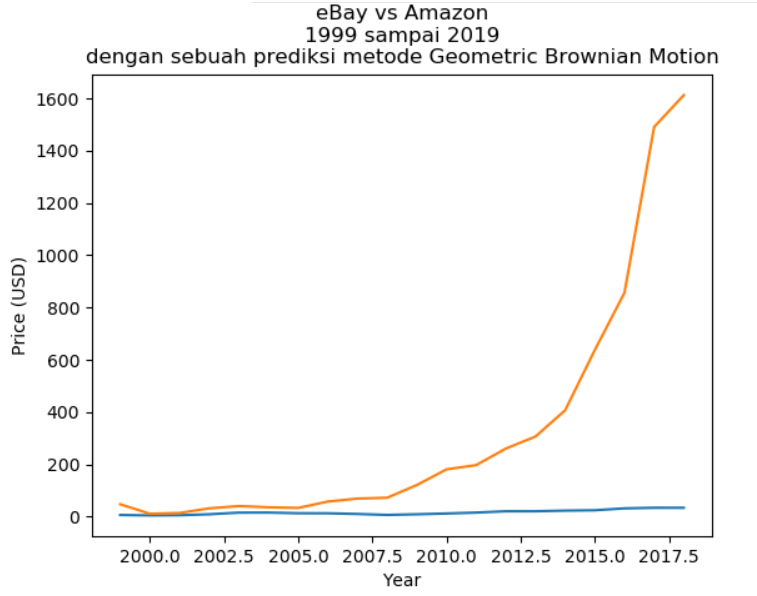 eBay vs Amazon
1999 sampai 2019
dengan sebuah prediksi metode Geometric Brownian Motion
Price (USD)
1600
1400
1200
1000
800
600
400
200
0
2000.0 2002.5 2005.0 2007.5 2010.0 2012.5 2015.0 2017.5
Year